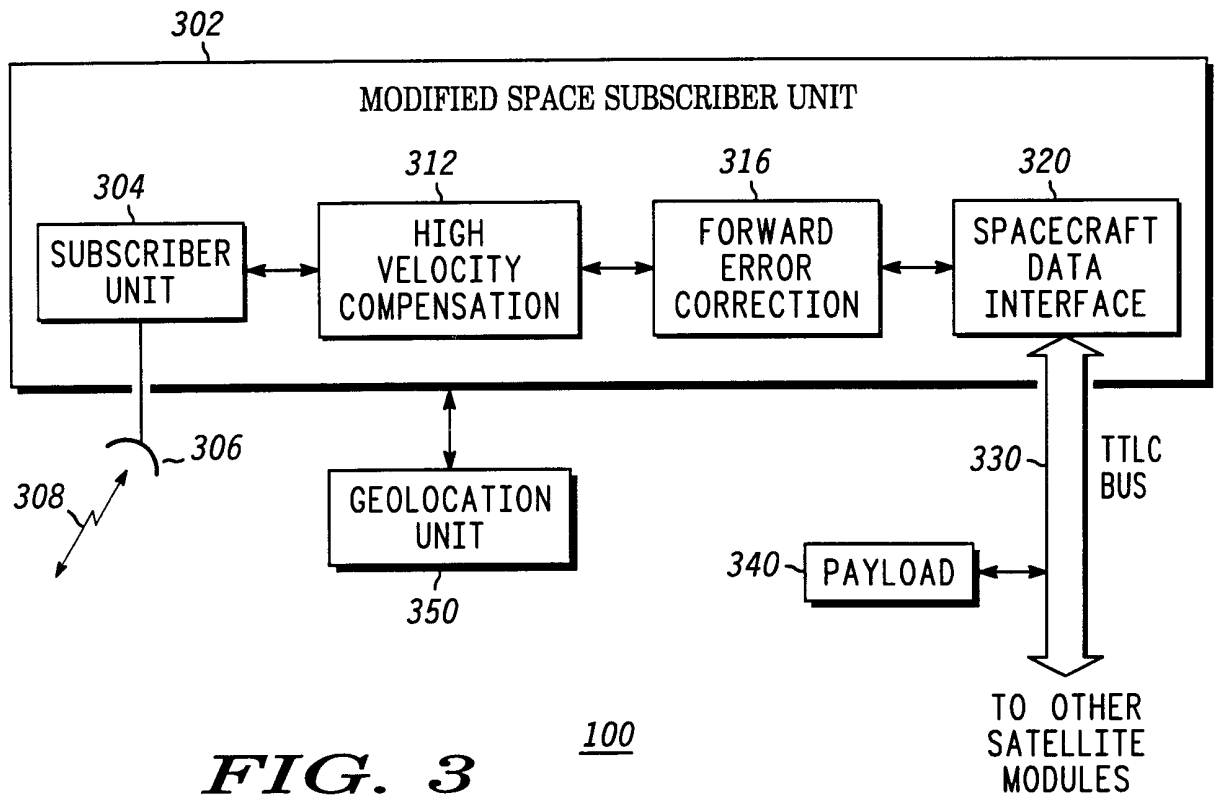 302
MODIFIED SPACE SUBSCRIBER UNIT
304
SUBSCRIBER
UNIT
312
HIGH
VELOCITY
COMPENSATION
316
FORWARD
ERROR
CORRECTION
320
SPACECRAFT
DATA
INTERFACE
306
308
GEOLOCATION
UNIT
350
330
TTLC
BUS
340
PAYLOAD
TO OTHER
SATELLITE
MODULES
100
FIG. 3